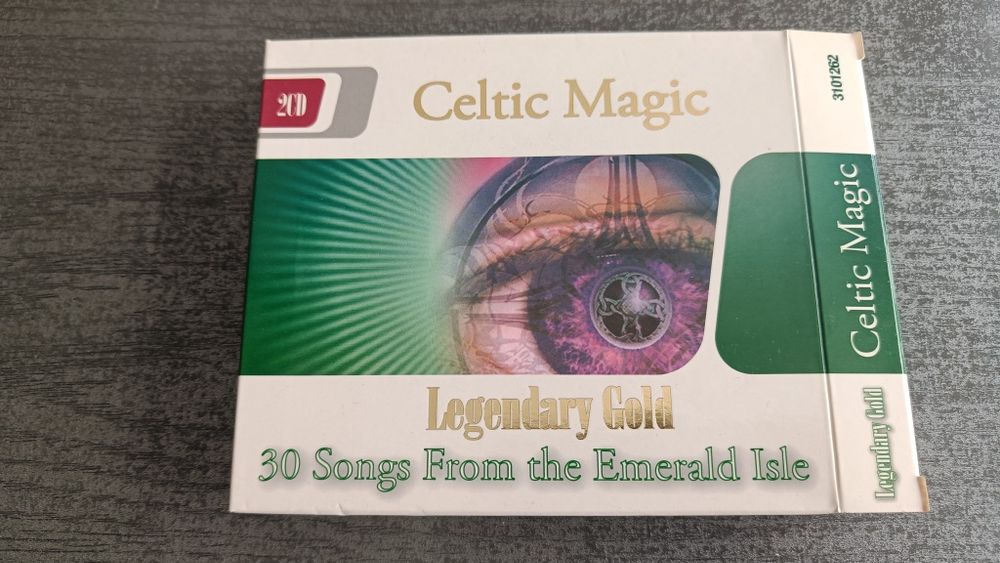 2CD
Celtic Magic
Legendary Gold
30 Songs From the Emerald Isle
3101262
Celtic Magic
Legendary Gold